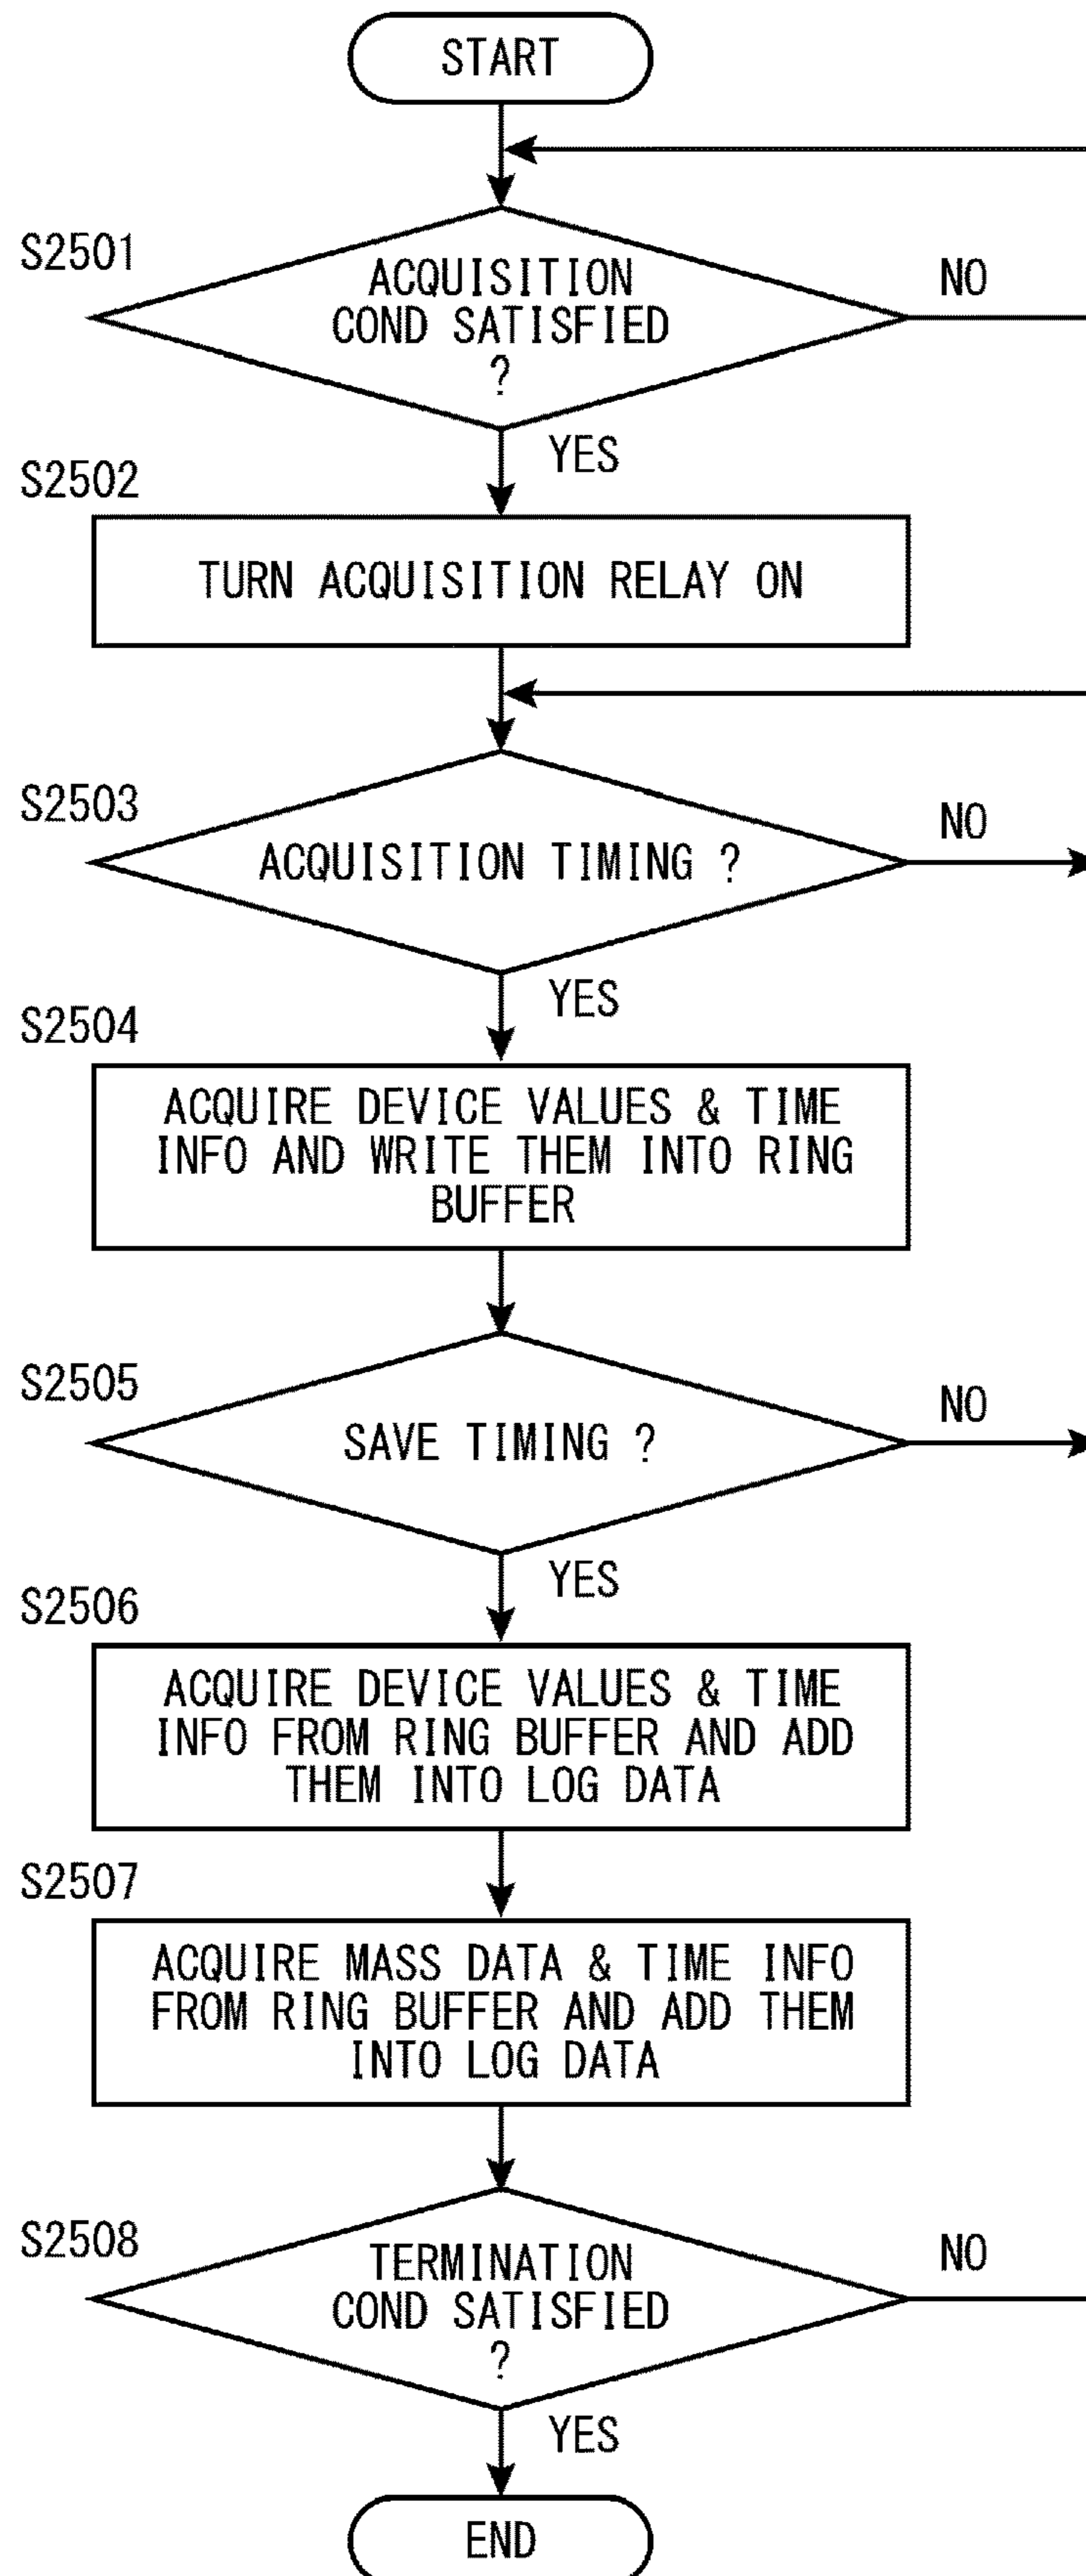 START
S2501
ACQUISITION
COND SATISFIED
?
NO
YES
S2502
TURN ACQUISITION RELAY ON
S2503
ACQUISITION TIMING ?
NO
YES
S2504
ACQUIRE DEVICE VALUES & TIME
INFO AND WRITE THEM INTO RING
BUFFER
S2505
SAVE TIMING ?
NO
YES
S2506
ACQUIRE DEVICE VALUES & TIME
INFO FROM RING BUFFER AND ADD
THEM INTO LOG DATA
S2507
ACQUIRE MASS DATA & TIME INFO
FROM RING BUFFER AND ADD THEM
INTO LOG DATA
S2508
TERMINATION
COND SATISFIED
?
NO
YES
END